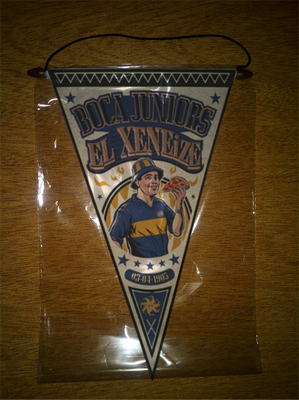 BOCA JUNIORS
EL XENEIZE
03-04-1905